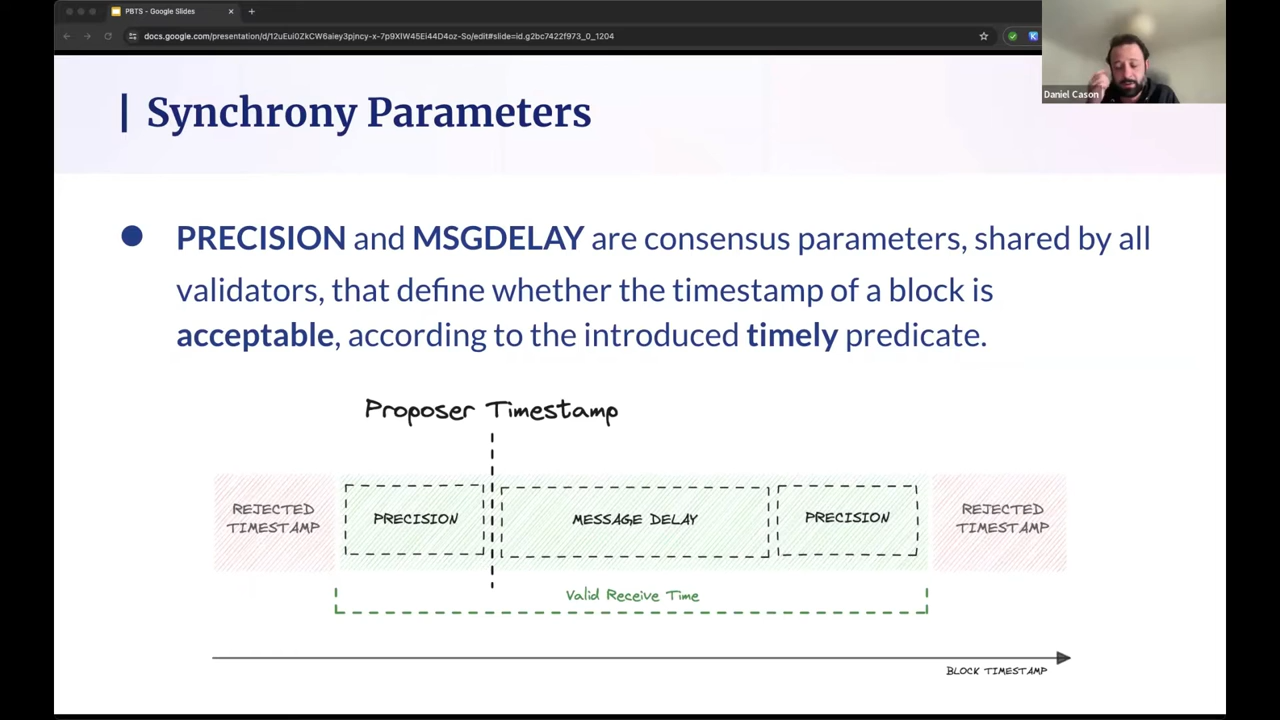 PBTS - Google Slides
docs.google.com/presentation/d/12uEui0ZkCW6aiey3pjncy-x-7p9XIW45Ei44D4oz-So/edit#slide=id.g2bc7422f973_0_1204
Daniel Cason
Synchrony Parameters
PRECISION and MSGDELAY are consensus parameters, shared by all
validators, that define whether the timestamp of a block is
acceptable, according to the introduced timely predicate.
Proposer Timestamp
REJECTED
TIMESTAMP
PRECISION
MESSAGE DELAY
PRECISION
REJECTED
TIMESTAMP
Valid Receive Time
BLOCK TIMESTAMP